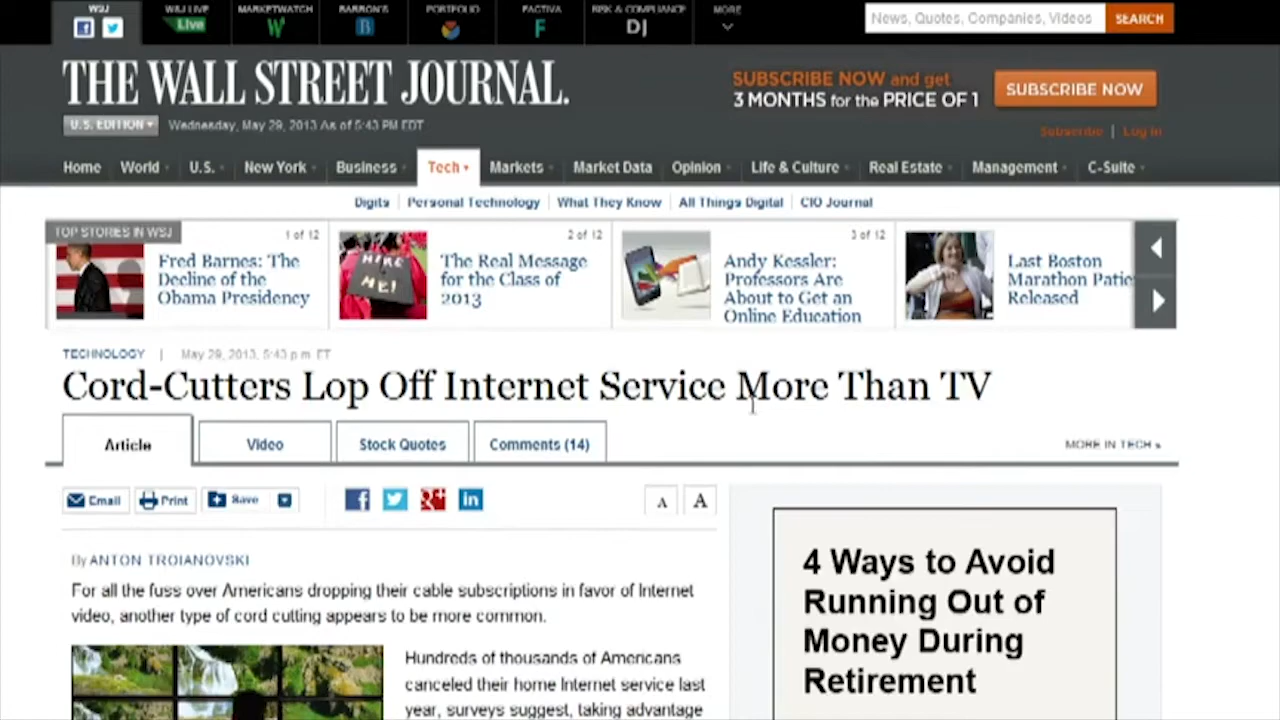 WSJ
WSJ LIVE
MARKETWATCH
BARRON'S
PORTFOLIO
FACTIVA
RISK & COMPLIANCE
MORE
Live
W
B
F
DJ
News, Quotes, Companies, Videos
SEARCH
THE WALL STREET JOURNAL.
SUBSCRIBE NOW and get
3 MONTHS for the PRICE OF 1
SUBSCRIBE NOW
U.S. EDITION
Wednesday, May 29, 2013 As of 5:43 PM EDT
Subscribe | Log In
Home World U.S. New York Business Tech Markets Market Data Opinion Life & Culture Real Estate Management C-Suite
Digits | Personal Technology | What They Know | All Things Digital | CIO Journal
TOP STORIES IN WSJ
1 of 12
Fred Barnes: The
Decline of the
Obama Presidency
HIRE
ME!
2 of 12
The Real Message
for the Class of
2013
3 of 12
Andy Kessler:
Professors Are
About to Get an
Online Education
Last Boston
Marathon Patie
Released
TECHNOLOGY | May 29, 2013, 5:43 p.m. ET
Cord-Cutters Lop Off Internet Service More Than TV
Article
Video
Stock Quotes
Comments (14)
MORE IN TECH »
Email
Print
Save
A A
By ANTON TROIANOVSKI
For all the fuss over Americans dropping their cable subscriptions in favor of Internet
video, another type of cord cutting appears to be more common.
Hundreds of thousands of Americans
canceled their home Internet service last
year, surveys suggest, taking advantage
4 Ways to Avoid
Running Out of
Money During
Retirement